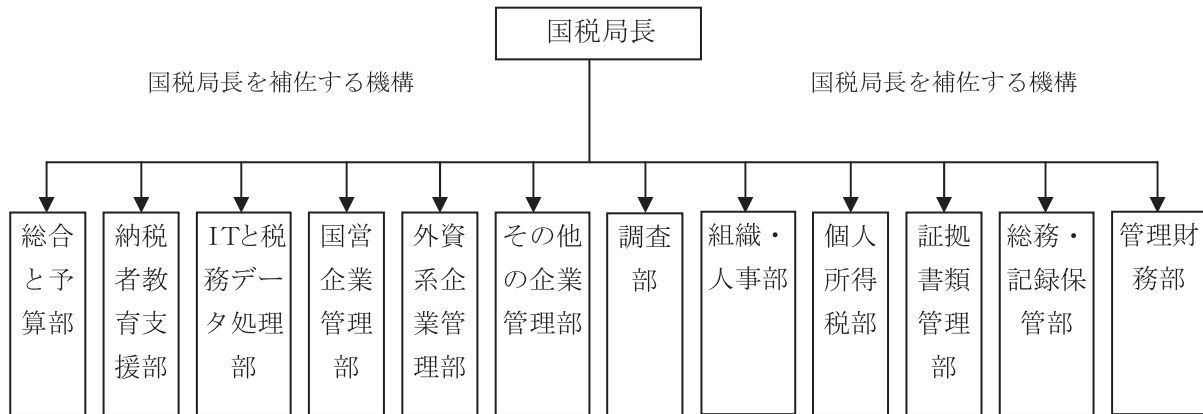 国税局長
国税局長を補佐する機構
国税局長を補佐する機構
総合
と予
算部
納税
者教
育支
援部
ITと税
務デー
タ処理
部
国営
企業
管理
部
外資
系企
業管
理部
その他
の企業
管理部
調査
部
組織・
人事部
個人
所得
税部
証拠
書類
管理
部
総務・
記録保
管部
管理財
務部